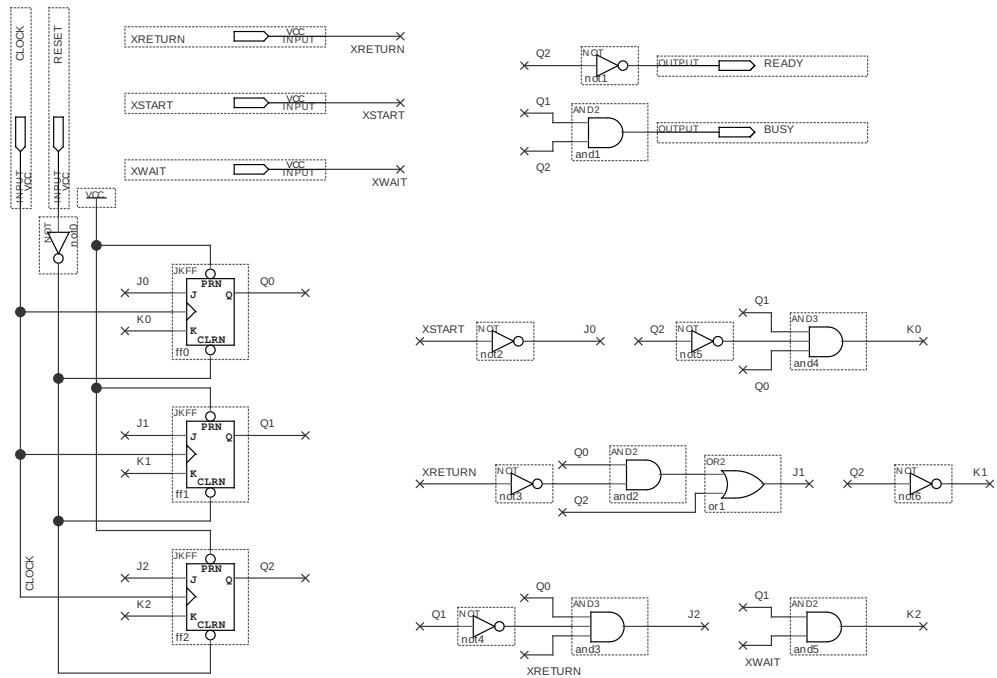 CLOCK
INPUT
VCC
RESET
INPUT
VCC
XRETURN
VCC
INPUT
XRETURN
XSTART
VCC
INPUT
XSTART
XWAIT
VCC
INPUT
XWAIT
Q2
NOT
not1
OUTPUT
READY
Q1
AND2
and1
Q2
OUTPUT
BUSY
VCC
NOT
not0
JKFF
PRN
J0
J
Q
Q0
K0
K
CLRN
ff0
JKFF
PRN
J1
J
Q
Q1
K1
K
CLRN
ff1
CLOCK
JKFF
PRN
J2
J
Q
Q2
K2
K
CLRN
ff2
XSTART
NOT
not2
J0
Q2
NOT
not5
Q1
AND3
and4
Q0
K0
XRETURN
NOT
not3
Q0
AND2
and2
Q2
OR2
or1
J1
Q2
NOT
not6
K1
Q1
NOT
not4
Q0
AND3
and3
XRETURN
J2
Q1
AND2
and5
XWAIT
K2